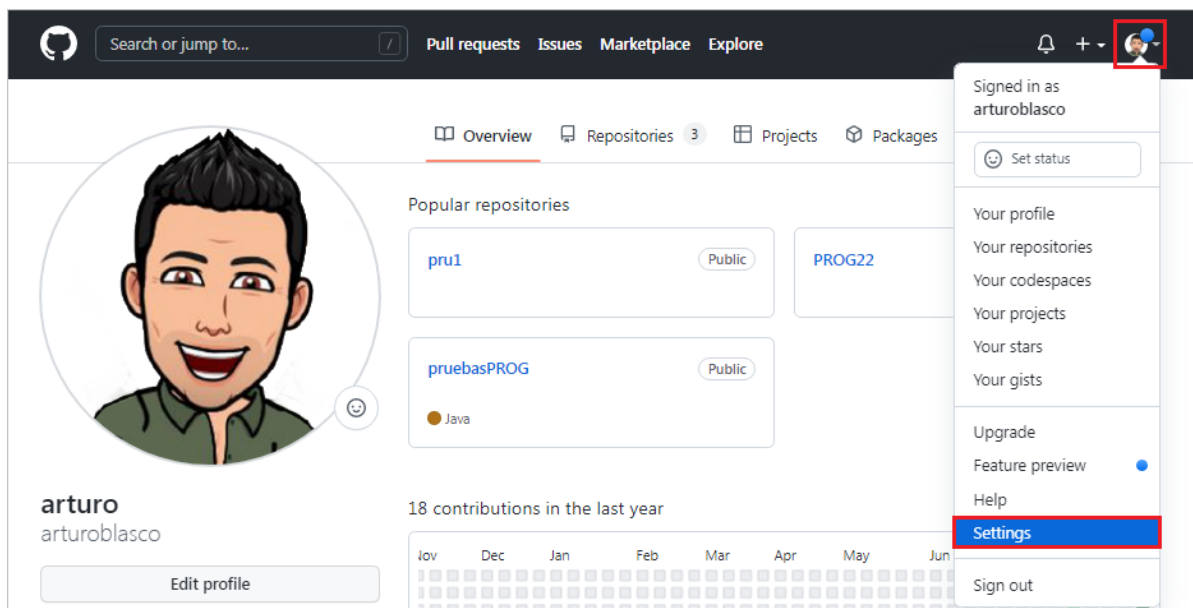 Search or jump to...
/
Pull requests Issues Marketplace Explore
Signed in as
arturoblasco
Set status
Your profile
Your repositories
Your codespaces
Your projects
Your stars
Your gists
Upgrade
Feature preview
Help
Settings
Sign out
Overview Repositories 3 Projects Packages
Popular repositories
pru1 Public
PROG22
pruebasPROG Public
Java
arturo
arturoblasco
Edit profile
18 contributions in the last year
Nov Dec Jan Feb Mar Apr May Jun